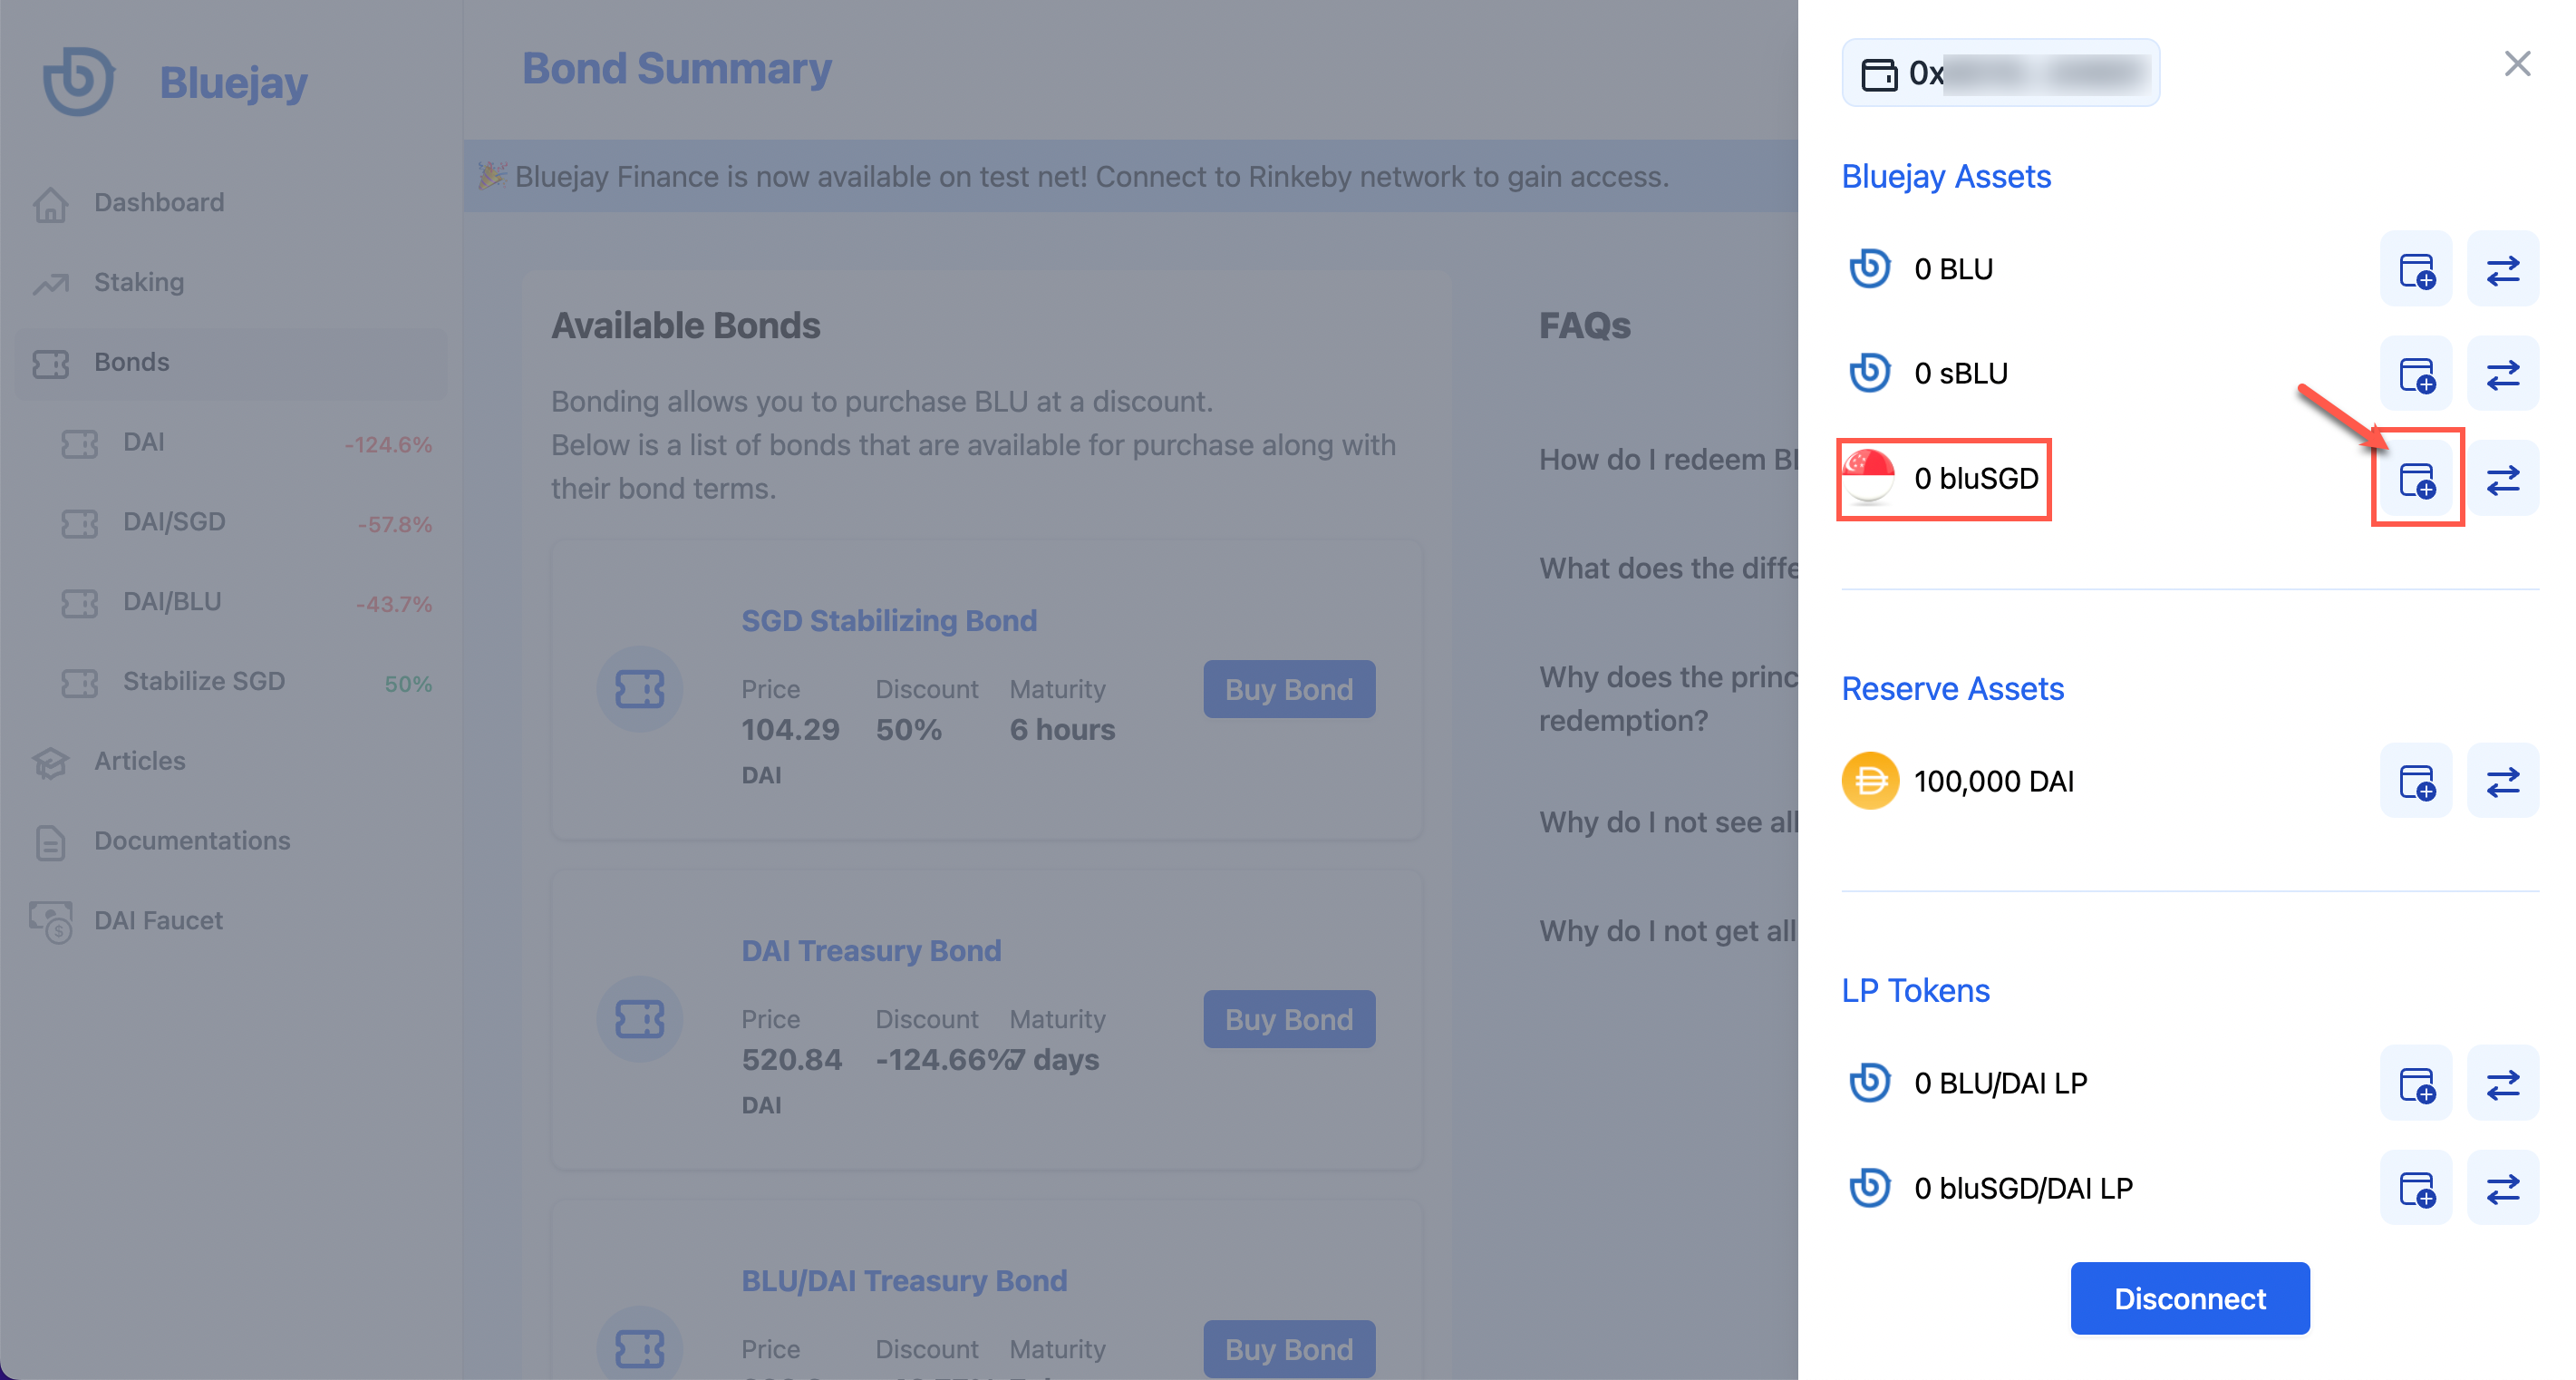 Bluejay
Dashboard
Staking
Bonds
DAI -124.6%
DAI/SGD -57.8%
DAI/BLU -43.7%
Stabilize SGD 50%
Articles
Documentations
DAI Faucet
Bond Summary
🎉 Bluejay Finance is now available on test net! Connect to Rinkeby network to gain access.
Available Bonds
Bonding allows you to purchase BLU at a discount.
Below is a list of bonds that are available for purchase along with
their bond terms.
SGD Stabilizing Bond
Price Discount Maturity
104.29 50% 6 hours
DAI
Buy Bond
DAI Treasury Bond
Price Discount Maturity
520.84 -124.66% 7 days
DAI
Buy Bond
BLU/DAI Treasury Bond
Price Discount Maturity
Buy Bond
FAQs
How do I redeem
What does the
Why does the
redemption?
Why do I not see all
Why do I not get all
0x
Bluejay Assets
0 BLU
0 sBLU
0 bluSGD
Reserve Assets
100,000 DAI
LP Tokens
0 BLU/DAI LP
0 bluSGD/DAI LP
Disconnect